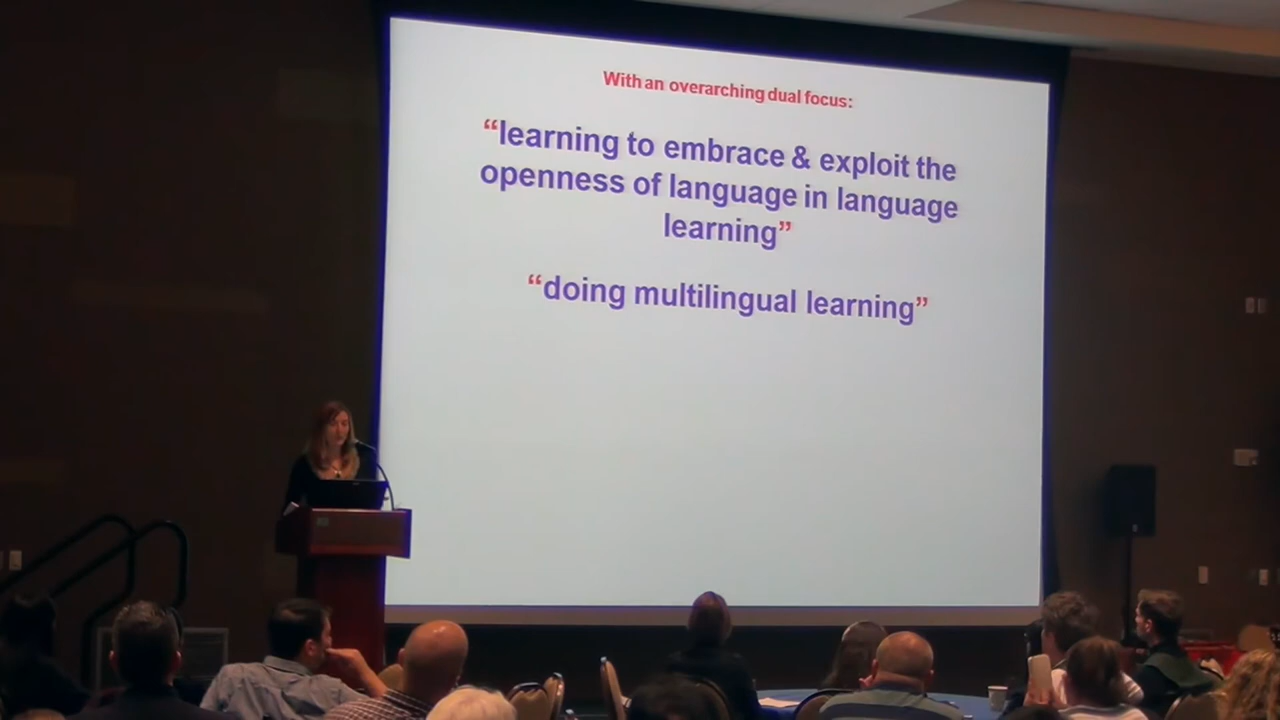 With an overarching dual focus:
“learning to embrace & exploit the
openness of language in language
learning”
“doing multilingual learning”